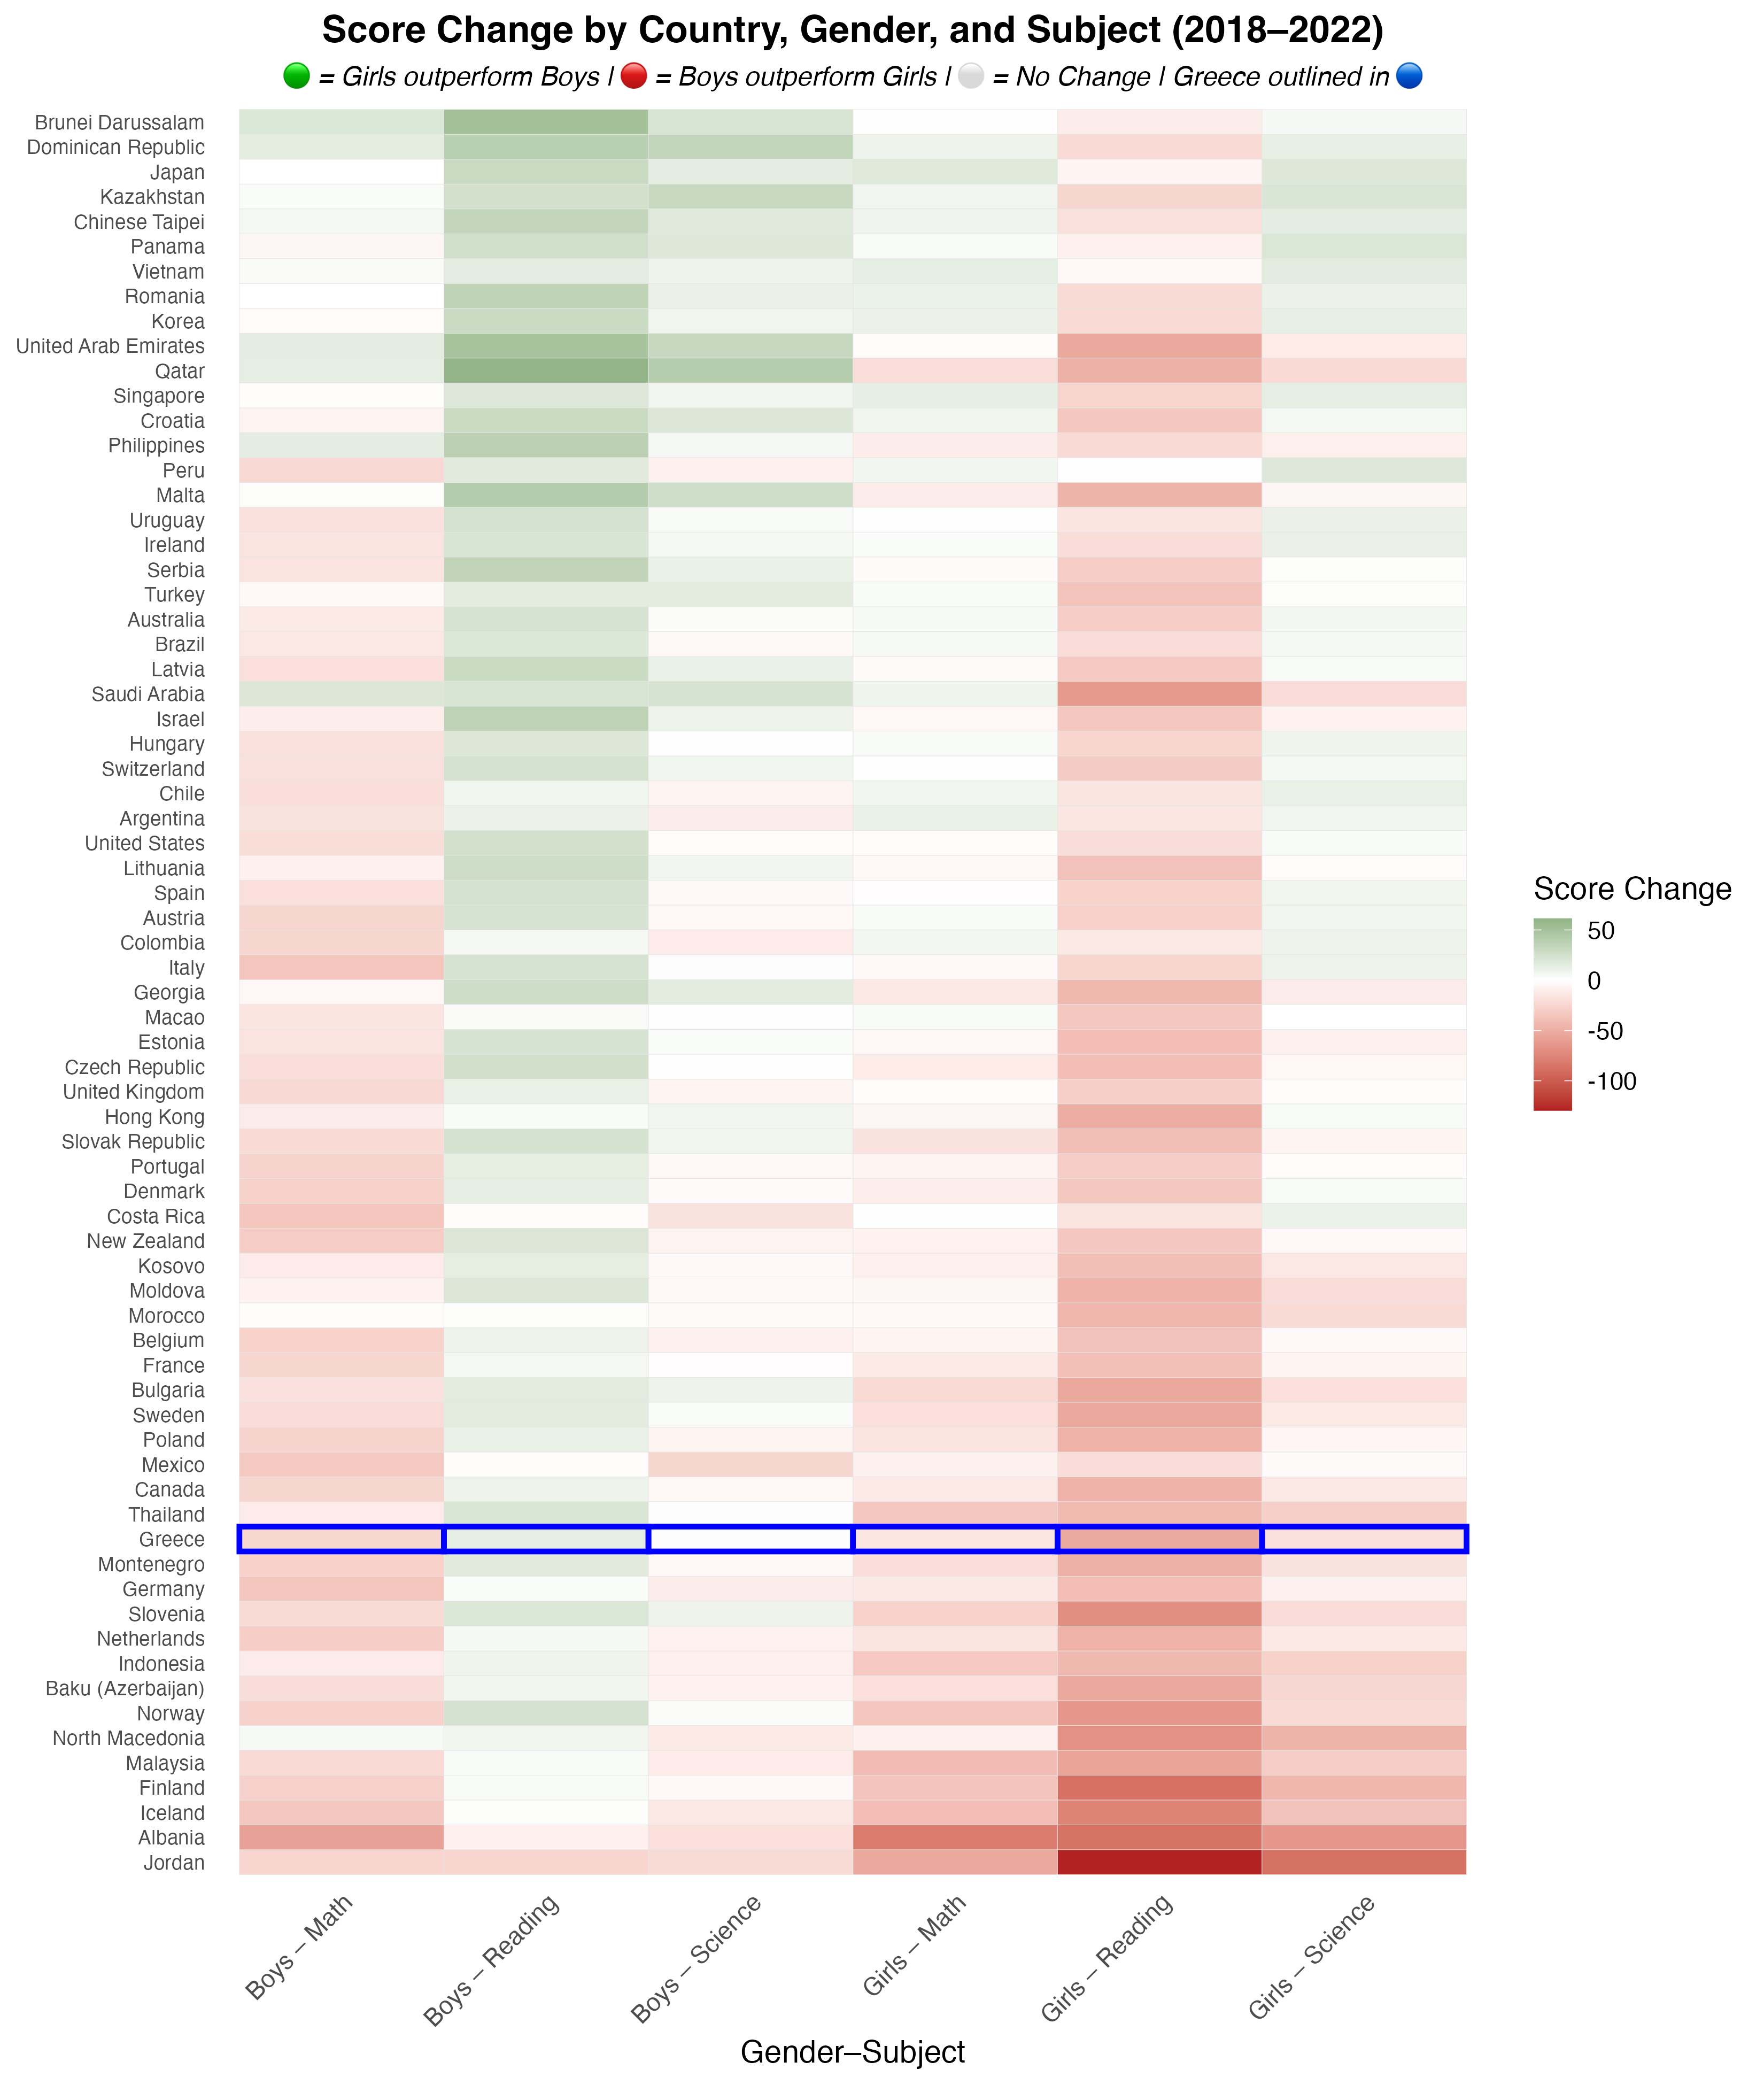 Score Change by Country, Gender, and Subject (2018–2022)
🟢 = Girls outperform Boys | 🔴 = Boys outperform Girls | ⚪ = No Change | Greece outlined in 🔵
Brunei Darussalam
Dominican Republic
Japan
Kazakhstan
Chinese Taipei
Panama
Vietnam
Romania
Korea
United Arab Emirates
Qatar
Singapore
Croatia
Philippines
Peru
Malta
Uruguay
Ireland
Serbia
Turkey
Australia
Brazil
Latvia
Saudi Arabia
Israel
Hungary
Switzerland
Chile
Argentina
United States
Lithuania
Spain
Austria
Colombia
Italy
Georgia
Macao
Estonia
Czech Republic
United Kingdom
Hong Kong
Slovak Republic
Portugal
Denmark
Costa Rica
New Zealand
Kosovo
Moldova
Morocco
Belgium
France
Bulgaria
Sweden
Poland
Mexico
Canada
Thailand
Greece
Montenegro
Germany
Slovenia
Netherlands
Indonesia
Baku (Azerbaijan)
Norway
North Macedonia
Malaysia
Finland
Iceland
Albania
Jordan
Boys – Math
Boys – Reading
Boys – Science
Girls – Math
Girls – Reading
Girls – Science
Gender–Subject
Score Change
50
0
-50
-100